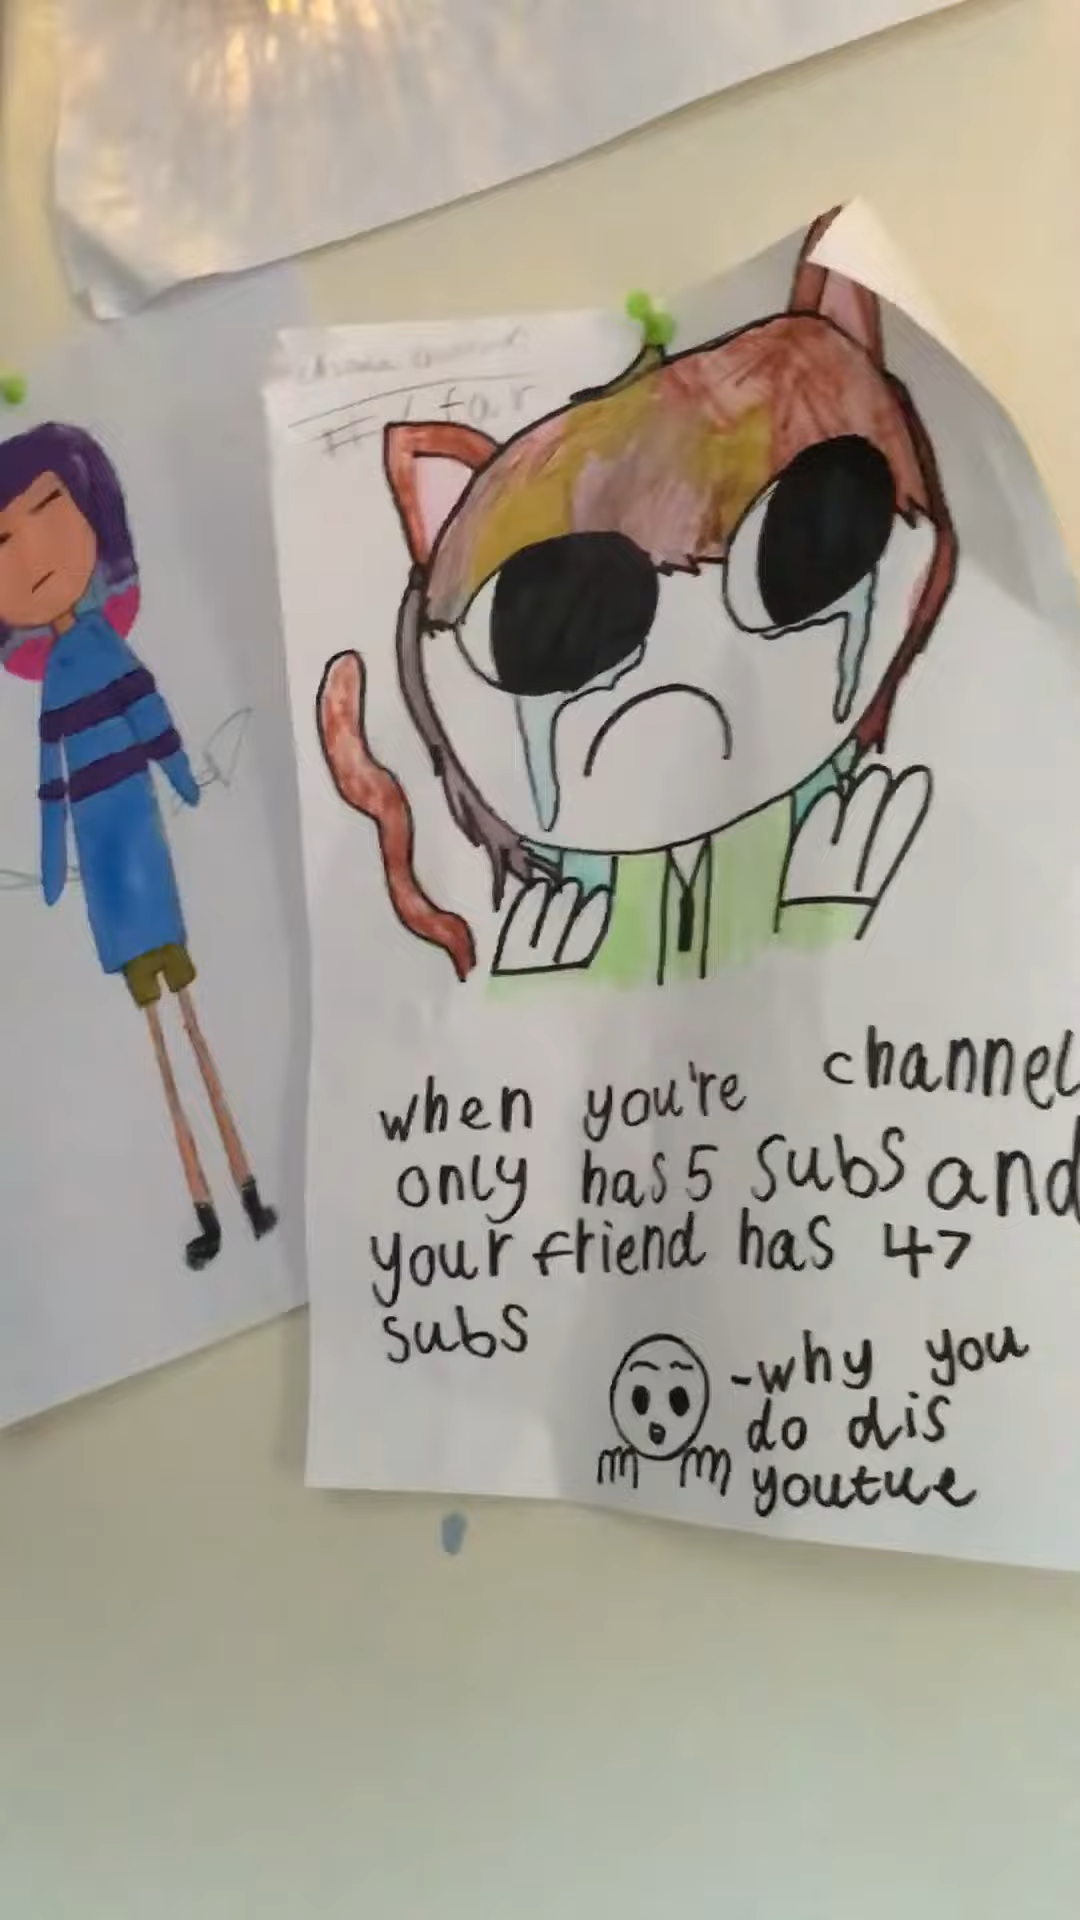 when you're channel
only has 5 subs and
your friend has 47
subs
-why you
do dis
youtue